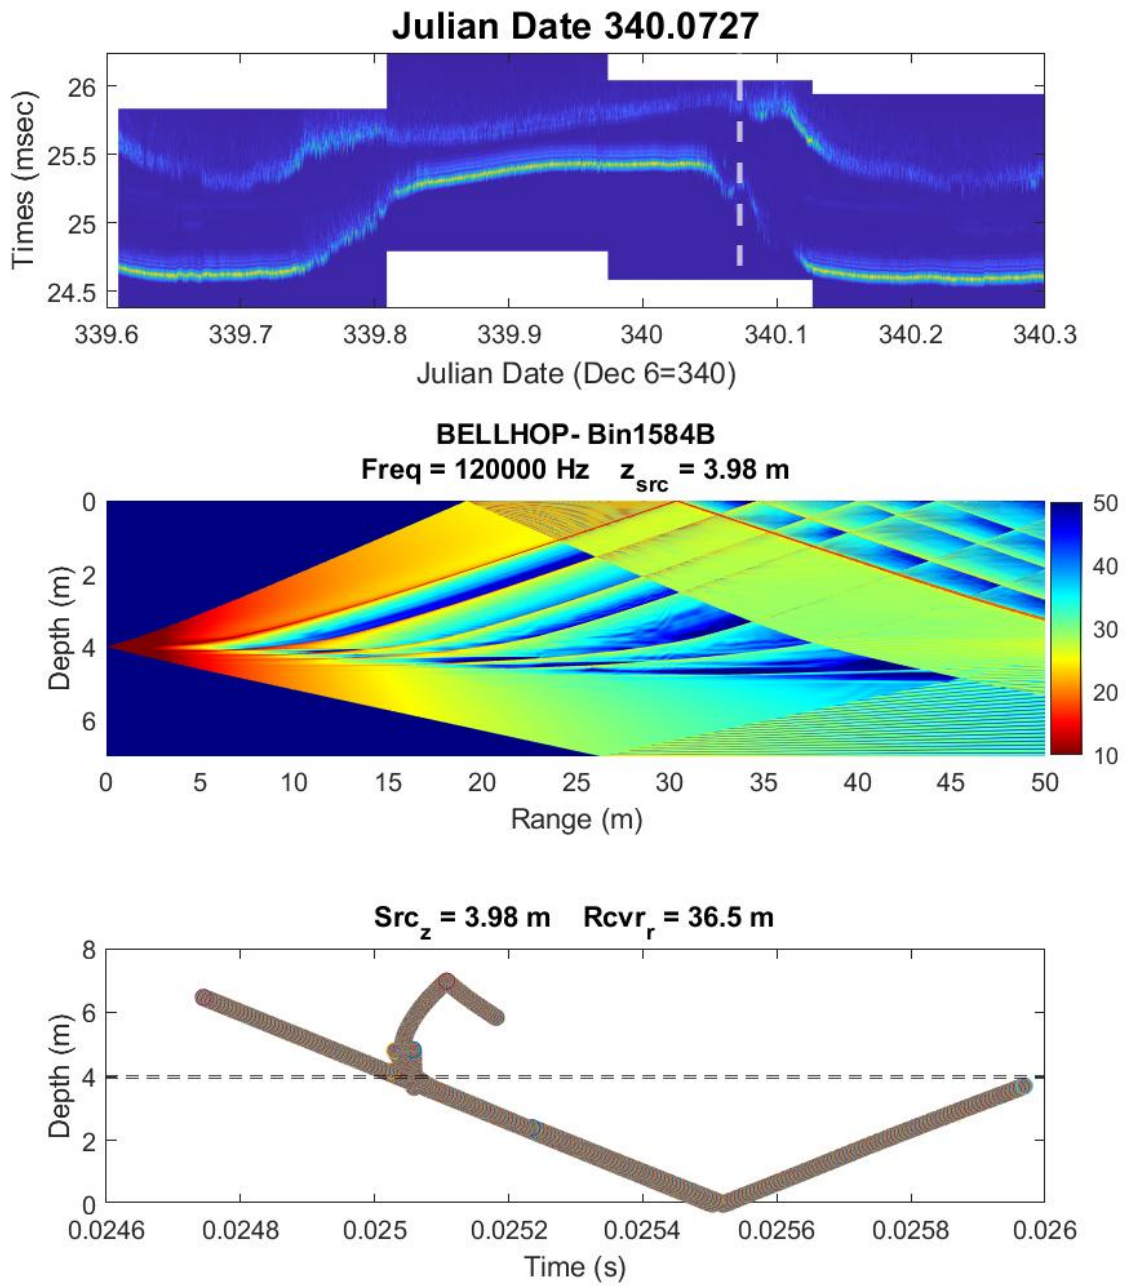 Julian Date 340.0727
26
25.5
25
24.5
Times (msec)
339.6 339.7 339.8 339.9 340 340.1 340.2 340.3
Julian Date (Dec 6=340)
BELLHOP- Bin1584B
Freq = 120000 Hz z_src = 3.98 m
0
2
4
6
Depth (m)
0 5 10 15 20 25 30 35 40 45 50
Range (m)
50
40
30
20
10
Src_z = 3.98 m Rcvr_r = 36.5 m
8
6
4
2
0
Depth (m)
0.0246 0.0248 0.025 0.0252 0.0254 0.0256 0.0258 0.026
Time (s)